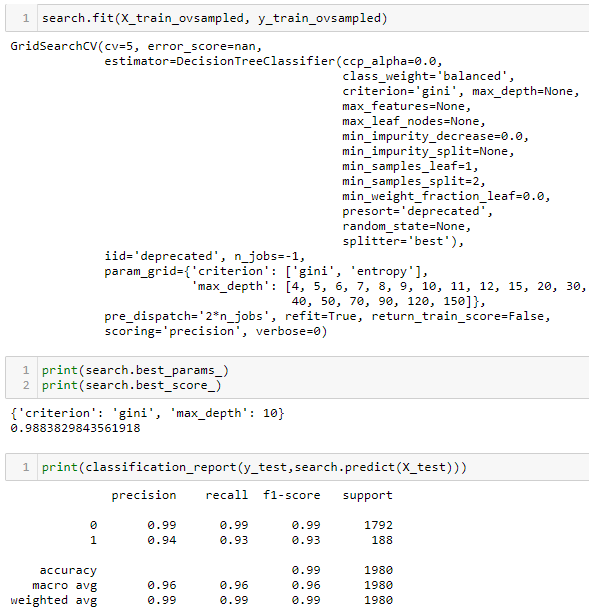 1 search.fit(X_train_ovsampled, y_train_ovsampled)
GridSearchCV(cv=5, error_score=nan,
             estimator=DecisionTreeClassifier(ccp_alpha=0.0,
                                              class_weight='balanced',
                                              criterion='gini', max_depth=None,
                                              max_features=None,
                                              max_leaf_nodes=None,
                                              min_impurity_decrease=0.0,
                                              min_impurity_split=None,
                                              min_samples_leaf=1,
                                              min_samples_split=2,
                                              min_weight_fraction_leaf=0.0,
                                              presort='deprecated',
                                              random_state=None,
                                              splitter='best'),
             iid='deprecated', n_jobs=-1,
             param_grid={'criterion': ['gini', 'entropy'],
                         'max_depth': [4, 5, 6, 7, 8, 9, 10, 11, 12, 15, 20, 30,
                                       40, 50, 70, 90, 120, 150]},
             pre_dispatch='2*n_jobs', refit=True, return_train_score=False,
             scoring='precision', verbose=0)
1 print(search.best_params_)
2 print(search.best_score_)
{'criterion': 'gini', 'max_depth': 10}
0.9883829843561918
1 print(classification_report(y_test,search.predict(X_test)))
              precision    recall  f1-score   support
           0       0.99      0.99      0.99      1792
           1       0.94      0.93      0.93       188
    accuracy                           0.99      1980
   macro avg       0.96      0.96      0.96      1980
weighted avg       0.99      0.99      0.99      1980